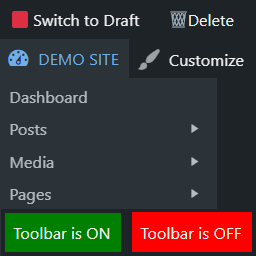 Switch to Draft Delete
DEMO SITE Customize
Dashboard
Posts
Media
Pages
Toolbar is ON Toolbar is OFF